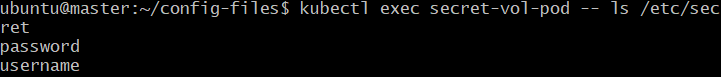 ubuntu@master:~/config-files$ kubectl exec secret-vol-pod -- ls /etc/sec
ret
password
username